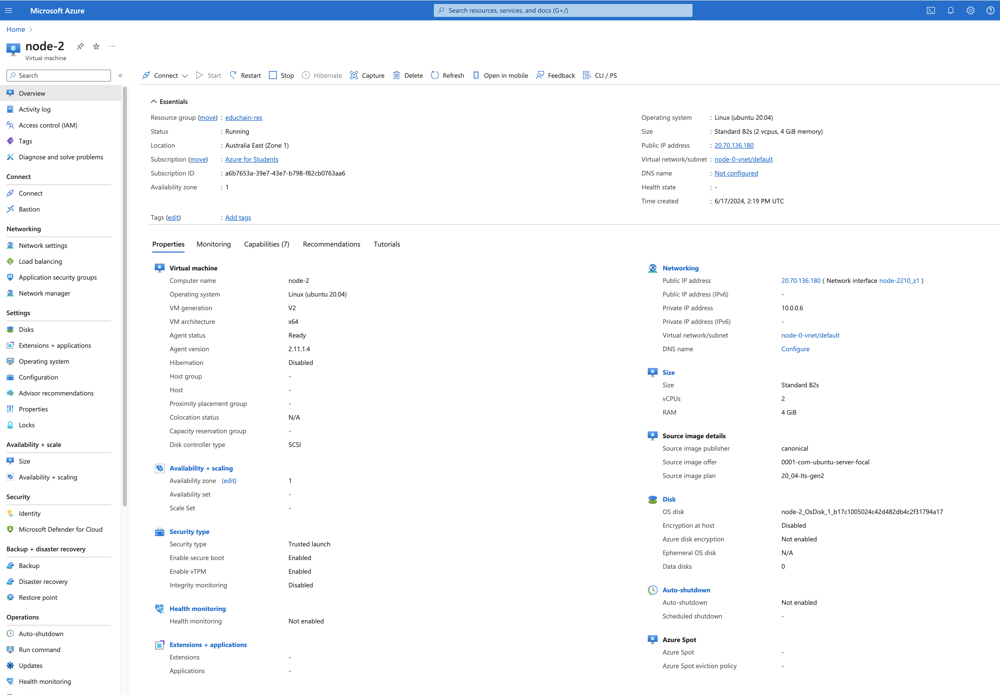 Microsoft Azure
Search resources, services, and docs (G+/)
Home
node-2
Virtual machine
Search
Connect
Start
Restart
Stop
Hibernate
Capture
Delete
Refresh
Open in mobile
Feedback
CLI / PS
Overview
Activity log
Access control (IAM)
Tags
Diagnose and solve problems
Connect
Connect
Bastion
Networking
Network settings
Load balancing
Application security groups
Network manager
Settings
Disks
Extensions + applications
Operating system
Configuration
Advisor recommendations
Properties
Locks
Availability + scale
Size
Availability + scaling
Security
Identity
Microsoft Defender for Cloud
Backup + disaster recovery
Backup
Disaster recovery
Restore point
Operations
Auto-shutdown
Run command
Updates
Health monitoring
Essentials
Resource group (move) : educhain-res
Status : Running
Location : Australia East (Zone 1)
Subscription (move) : Azure for Students
Subscription ID : a6b7653a-39e7-43e7-b798-f82cb0763aa6
Availability zone : 1
Operating system : Linux (ubuntu 20.04)
Size : Standard B2s (2 vcpus, 4 GiB memory)
Public IP address : 20.70.136.180
Virtual network/subnet : node-0-vnet/default
DNS name : Not configured
Health state : -
Time created : 6/17/2024, 2:19 PM UTC
Tags (edit) : Add tags
Properties
Monitoring
Capabilities (7)
Recommendations
Tutorials
Virtual machine
Computer name node-2
Operating system Linux (ubuntu 20.04)
VM generation V2
VM architecture x64
Agent status Ready
Agent version 2.11.1.4
Hibernation Disabled
Host group -
Host -
Proximity placement group -
Colocation status N/A
Capacity reservation group -
Disk controller type SCSI
Availability + scaling
Availability zone (edit) 1
Availability set -
Scale Set -
Security type
Security type Trusted launch
Enable secure boot Enabled
Enable vTPM Enabled
Integrity monitoring Disabled
Health monitoring
Health monitoring Not enabled
Extensions + applications
Extensions -
Applications -
Networking
Public IP address 20.70.136.180 ( Network interface node-2210_z1 )
Public IP address (IPv6) -
Private IP address 10.0.0.6
Private IP address (IPv6) -
Virtual network/subnet node-0-vnet/default
DNS name Configure
Size
Size Standard B2s
vCPUs 2
RAM 4 GiB
Source image details
Source image publisher canonical
Source image offer 0001-com-ubuntu-server-focal
Source image plan 20_04-lts-gen2
Disk
OS disk node-2_OsDisk_1_b17c1005024c42d482db4c2f31794a17
Encryption at host Disabled
Azure disk encryption Not enabled
Ephemeral OS disk N/A
Data disks 0
Auto-shutdown
Auto-shutdown Not enabled
Scheduled shutdown -
Azure Spot
Azure Spot -
Azure Spot eviction policy -